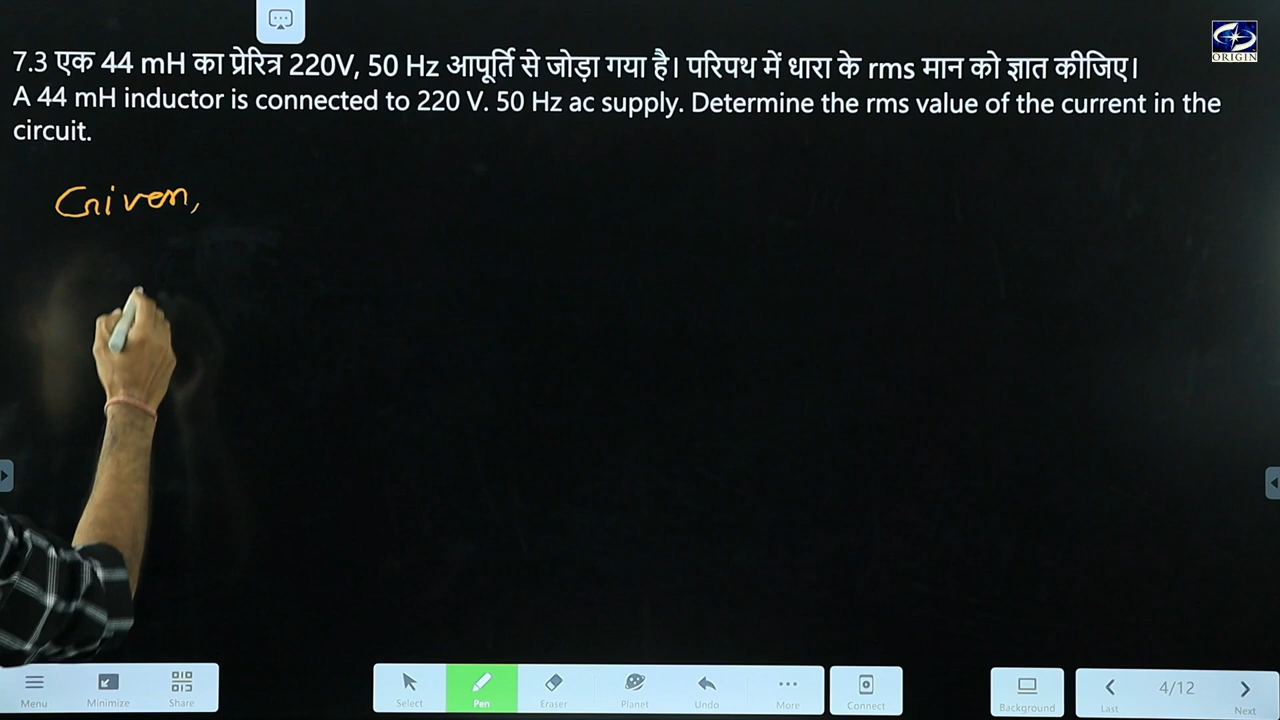 ORIGIN
7.3 एक 44 mH का प्रेरित्र 220V, 50 Hz आपूर्ति से जोड़ा गया है। परिपथ में धारा के rms मान को ज्ञात कीजिए।
A 44 mH inductor is connected to 220 V. 50 Hz ac supply. Determine the rms value of the current in the
circuit.
Given,
Menu Minimize Share Select Pen Eraser Planet Undo More Connect Background Last 4/12 Next